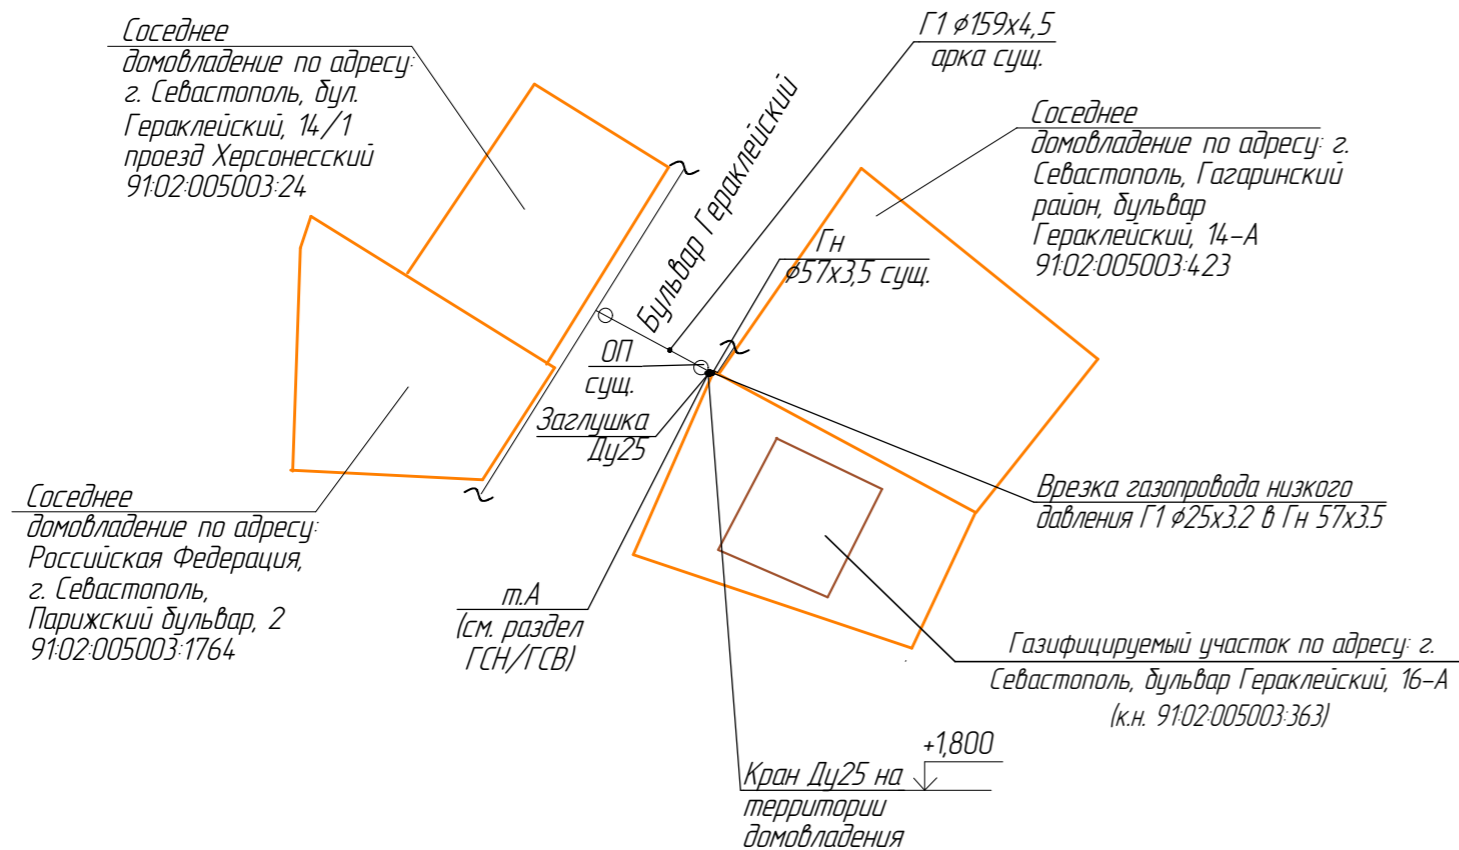 Соседнее
домовладение по адресу:
г. Севастополь, бул.
Гераклейский, 14/1
проезд Херсонесский
91:02:005003:24
Г1 ϕ159х4,5
арка сущ.
Бульвар Гераклейский
Соседнее
домовладение по адресу: г.
Севастополь, Гагаринский
район, бульвар
Гераклейский, 14-А
91:02:005003:423
Гн
ϕ57х3,5 сущ.
ОП
сущ.
Заглушка
Ду25
Соседнее
домовладение по адресу:
Российская Федерация,
г. Севастополь,
Парижский бульвар, 2
91:02:005003:1764
Врезка газопровода низкого
давления Г1 ϕ25х3.2 в Гн 57х3.5
т.А
(см. раздел
ГСН/ГСВ)
Газифицируемый участок по адресу: г.
Севастополь, бульвар Гераклейский, 16-А
(к.н. 91:02:005003:363)
+1,800
Кран Ду25 на
территории
домовладения